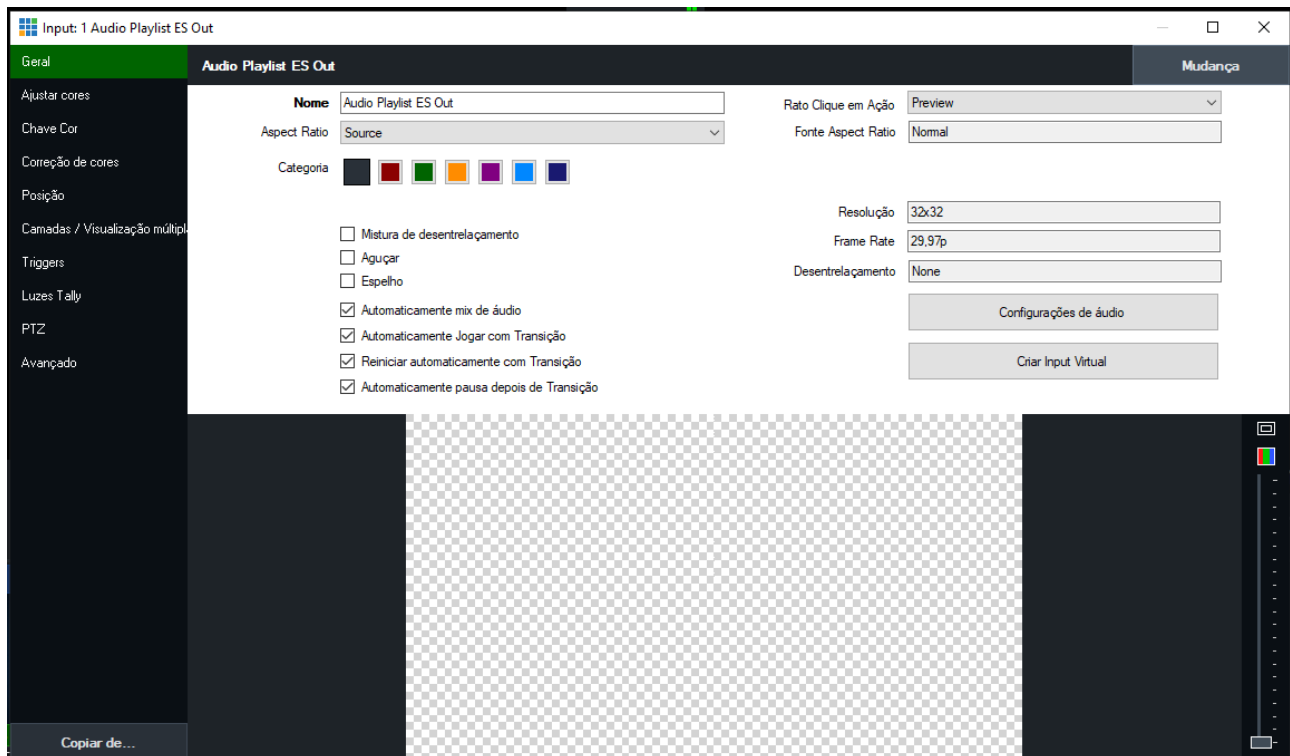 Input: 1 Audio Playlist ES Out
Geral
Ajustar cores
Chave Cor
Correção de cores
Posição
Camadas / Visualização múltipl
Triggers
Luzes Tally
PTZ
Avançado
Copiar de...
Audio Playlist ES Out
Mudança
Nome
Audio Playlist ES Out
Aspect Ratio
Source
Categoria
Mistura de desentrelaçamento
Aguçar
Espelho
Automaticamente mix de áudio
Automaticamente Jogar com Transição
Reiniciar automaticamente com Transição
Automaticamente pausa depois de Transição
Rato Clique em Ação
Preview
Fonte Aspect Ratio
Normal
Resolução
32x32
Frame Rate
29,97p
Desentrelaçamento
None
Configurações de áudio
Criar Input Virtual